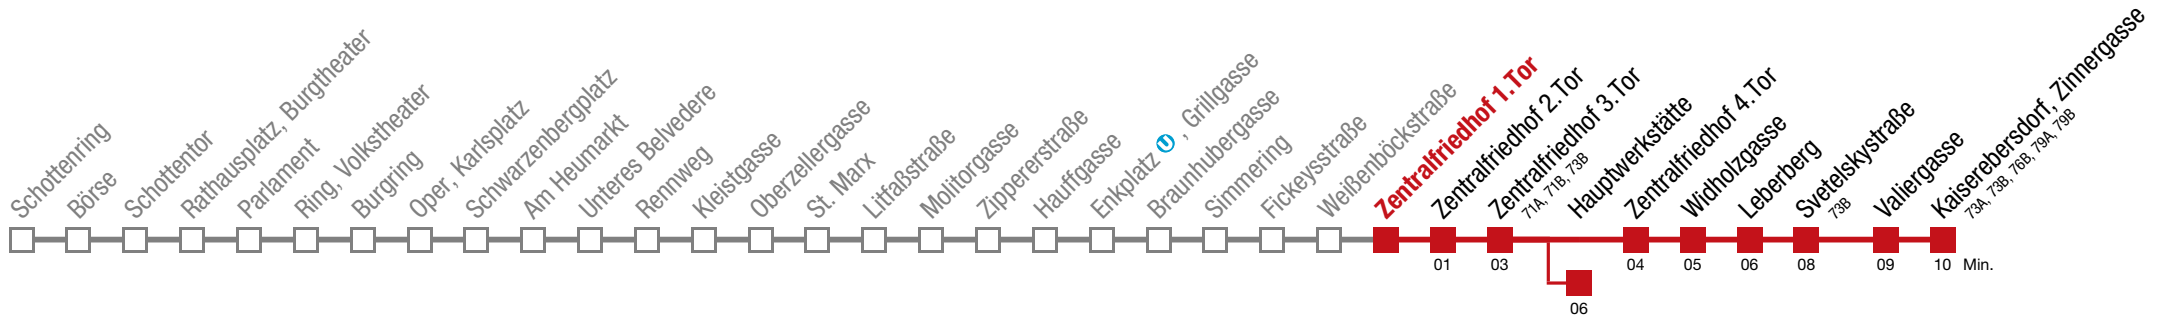 Schottenring
Börse
Schottentor
Rathausplatz, Burgtheater
Parlament
Ring, Volkstheater
Burgring
Oper, Karlsplatz
Schwarzenbergplatz
Am Heumarkt
Unteres Belvedere
Rennweg
Kleistgasse
Oberzellergasse
St. Marx
Litfaßstraße
Molitorgasse
Zippererstraße
Hauffgasse
Enkplatz U , Grillgasse
Braunhubergasse
Simmering
Fickeysstraße
Weißenböckstraße
Zentralfriedhof 1.Tor
Zentralfriedhof 2.Tor
Zentralfriedhof 3.Tor
71A, 71B, 73B
Hauptwerkstätte
Zentralfriedhof 4.Tor
Widholzgasse
Leberberg
Svetelskystraße
73B
Valiergasse
Kaiserebersdorf, Zinnergasse
73A, 73B, 76B, 79A, 79B
01 03 04 05 06 08 09 10 Min.
06